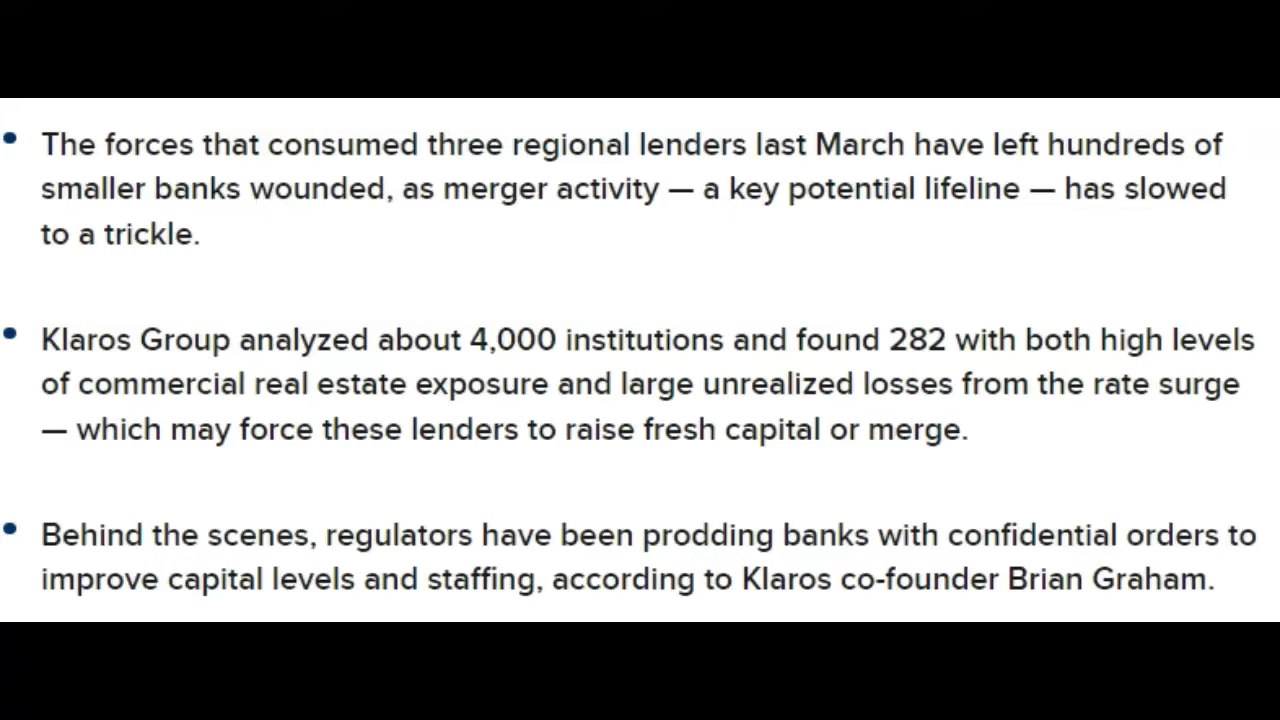 • The forces that consumed three regional lenders last March have left hundreds of
smaller banks wounded, as merger activity — a key potential lifeline — has slowed
to a trickle.
• Klaros Group analyzed about 4,000 institutions and found 282 with both high levels
of commercial real estate exposure and large unrealized losses from the rate surge
— which may force these lenders to raise fresh capital or merge.
• Behind the scenes, regulators have been prodding banks with confidential orders to
improve capital levels and staffing, according to Klaros co-founder Brian Graham.